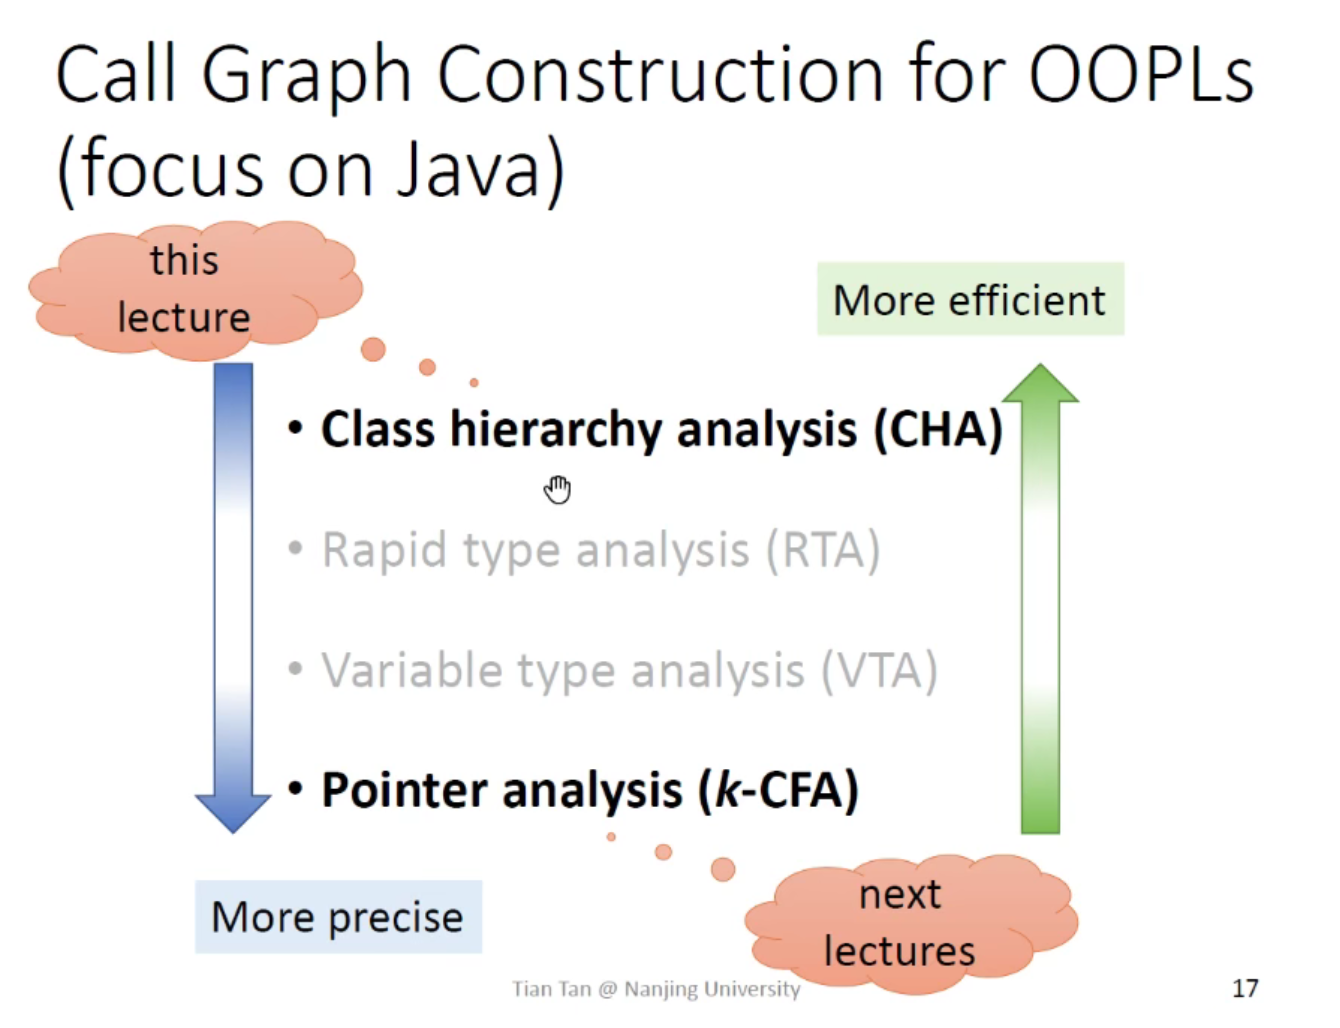 Call Graph Construction for OOPLs
(focus on Java)
this
lecture
More efficient
• Class hierarchy analysis (CHA)
• Rapid type analysis (RTA)
• Variable type analysis (VTA)
• Pointer analysis (k-CFA)
More precise
next
lectures
Tian Tan @ Nanjing University
17